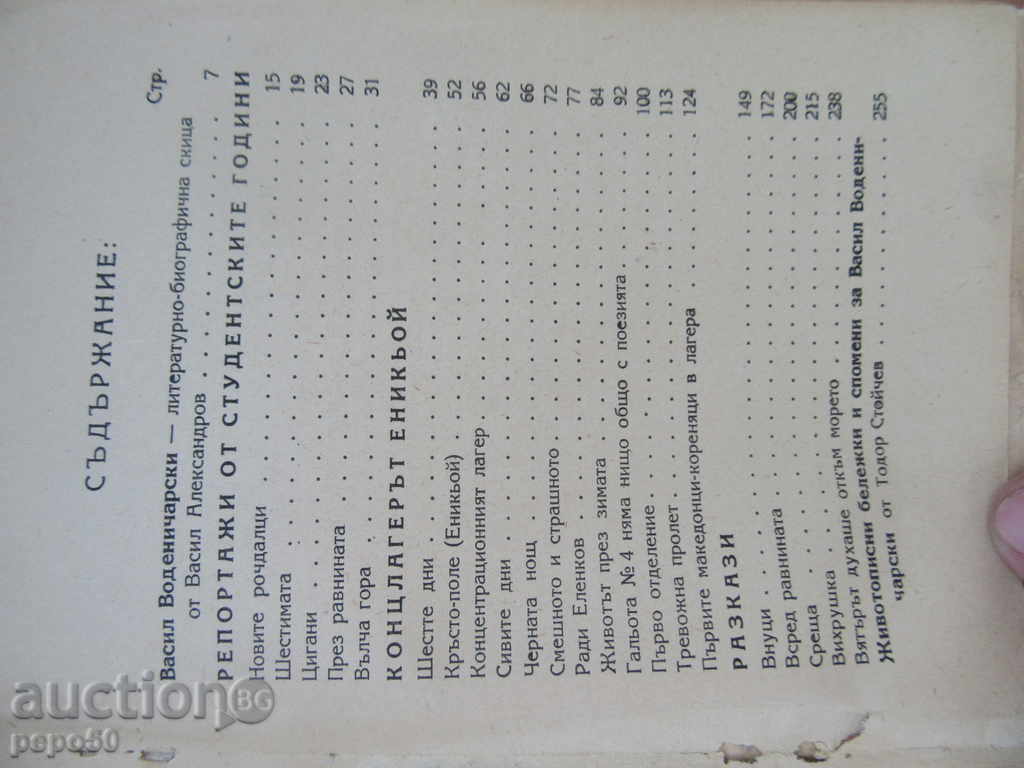 СЪДЪРЖАНИЕ:
Стр.
Васил Воденичарски — литературно-биографична скица
от Васил Александров . . . . . . . . . . 7
РЕПОРТАЖИ ОТ СТУДЕНТСКИТЕ ГОДИНИ
Новите рочдалци . . . . . . . . . . 15
Шестимата . . . . . . . . . . 19
Цигани . . . . . . . . . . 23
През равнината . . . . . . . . . . 27
Вълча гора . . . . . . . . . . 31
КОНЦЛАГЕРЪТ ЕНИКЬОЙ
Шестте дни . . . . . . . . . . 39
Кръсто-поле (Еникьой) . . . . . . . . . . 52
Концентрационният лагер . . . . . . . . . . 56
Сивите дни . . . . . . . . . . 62
Черната нощ . . . . . . . . . . 66
Смешното и страшното . . . . . . . . . . 72
Ради Еленков . . . . . . . . . . 77
Животът през зимата . . . . . . . . . . 84
Гальота № 4 няма нищо общо с поезията . . . . . . 92
Първо отделение . . . . . . . . . . 100
Тревожна пролет . . . . . . . . . . 113
Първите македонци-кореняци в лагера . . . . . . . 124
РАЗКАЗИ
Внуци . . . . . . . . . . 149
Всред равнината . . . . . . . . . . 172
Среща . . . . . . . . . . 200
Вихрушка . . . . . . . . . . 215
Вятърът духаше откъм морето . . . . . . . . . . 238
Животописни бележки и спомени за Васил Водени-
чарски от Тодор Стойчев . . . . . . . . . . 255
auction BG
pepo50